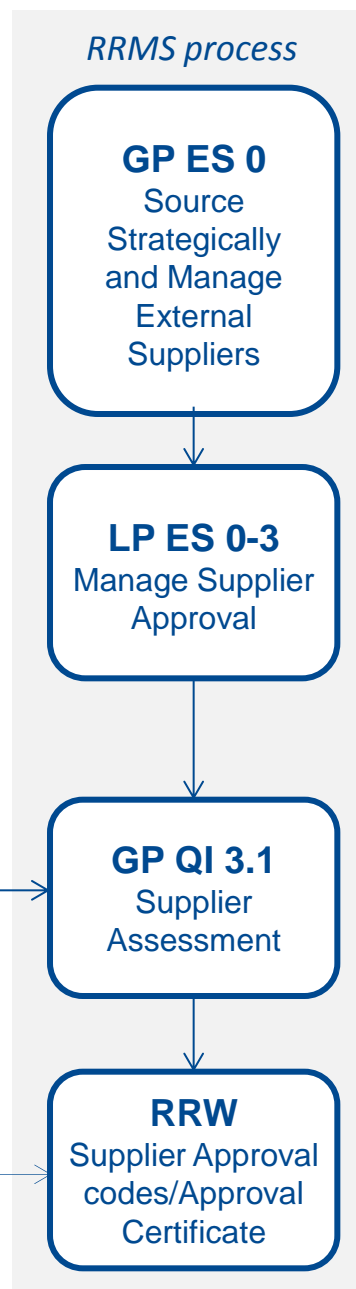 RRMS process
GP ES 0
Source
Strategically
and Manage
External
Suppliers
LP ES 0-3
Manage Supplier
Approval
GP QI 3.1
Supplier
Assessment
RRW
Supplier Approval
codes/Approval
Certificate